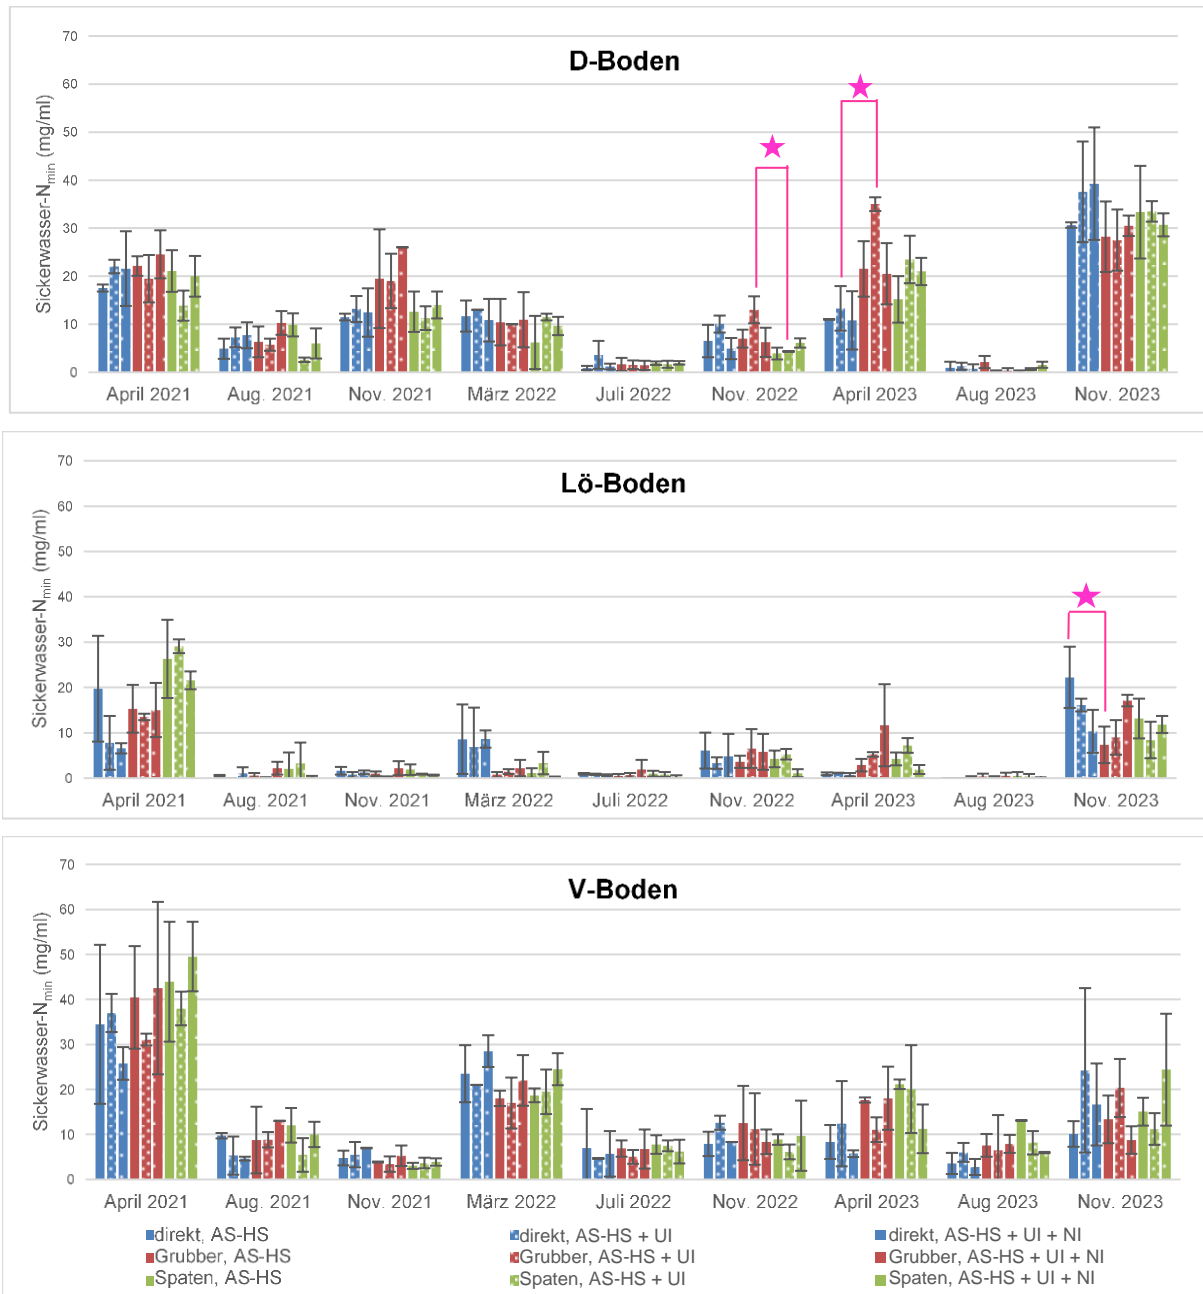 D-Boden
Sickerwasser-Nmin (mg/ml)
70
60
50
40
30
20
10
0
April 2021 Aug. 2021 Nov. 2021 März 2022 Juli 2022 Nov. 2022 April 2023 Aug 2023 Nov. 2023
Lö-Boden
Sickerwasser-Nmin (mg/ml)
70
60
50
40
30
20
10
0
April 2021 Aug. 2021 Nov. 2021 März 2022 Juli 2022 Nov. 2022 April 2023 Aug 2023 Nov. 2023
V-Boden
Sickerwasser-Nmin (mg/ml)
70
60
50
40
30
20
10
0
April 2021 Aug. 2021 Nov. 2021 März 2022 Juli 2022 Nov. 2022 April 2023 Aug 2023 Nov. 2023
direkt, AS-HS direkt, AS-HS + UI direkt, AS-HS + UI + NI
Grubber, AS-HS Grubber, AS-HS + UI Grubber, AS-HS + UI + NI
Spaten, AS-HS Spaten, AS-HS + UI Spaten, AS-HS + UI + NI